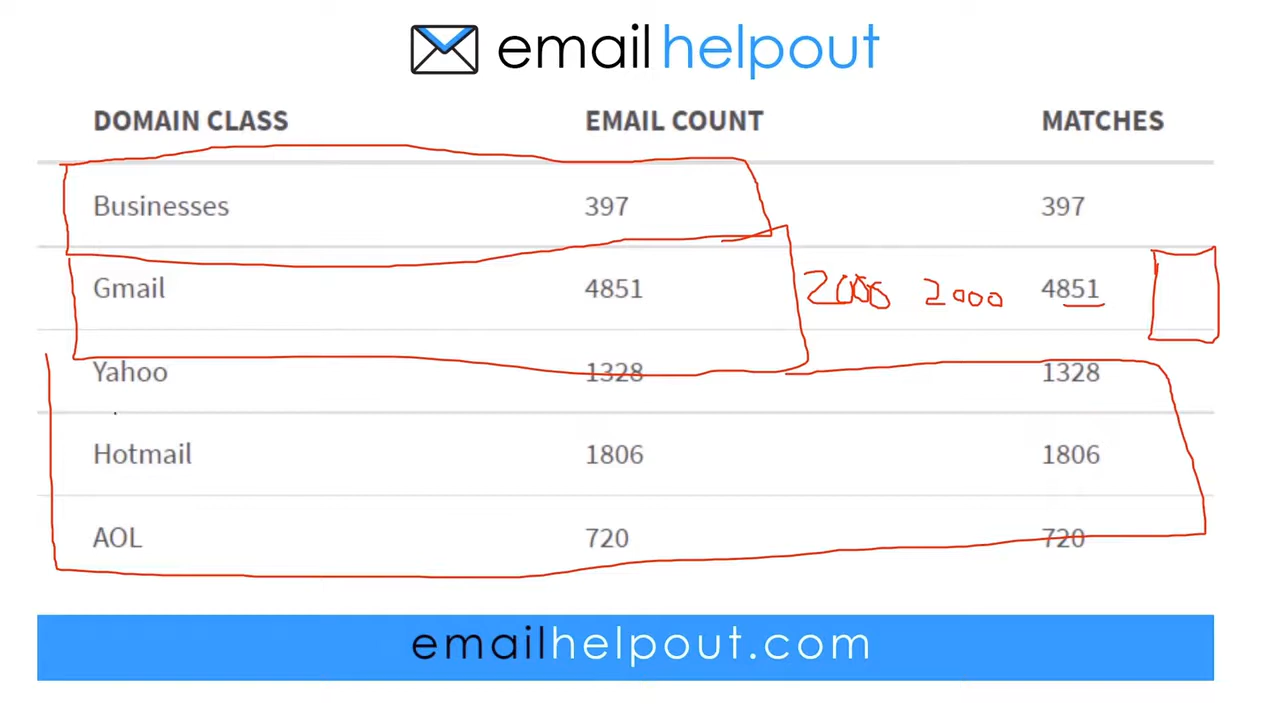 emailhelpout
DOMAIN CLASS EMAIL COUNT MATCHES
Businesses 397 397
Gmail 4851 2000 2000 4851
Yahoo 1328 1328
Hotmail 1806 1806
AOL 720 720
emailhelpout.com